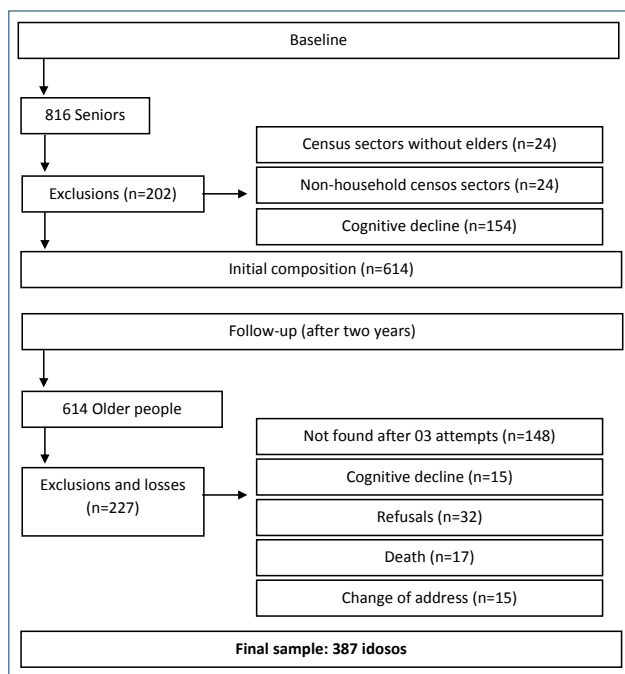 Baseline
816 Seniors
Census sectors without elders (n=24)
Exclusions (n=202)
Non-household censos sectors (n=24)
Cognitive decline (n=154)
Initial composition (n=614)
Follow-up (after two years)
614 Older people
Not found after 03 attempts (n=148)
Exclusions and losses
(n=227)
Cognitive decline (n=15)
Refusals (n=32)
Death (n=17)
Change of address (n=15)
Final sample: 387 idosos